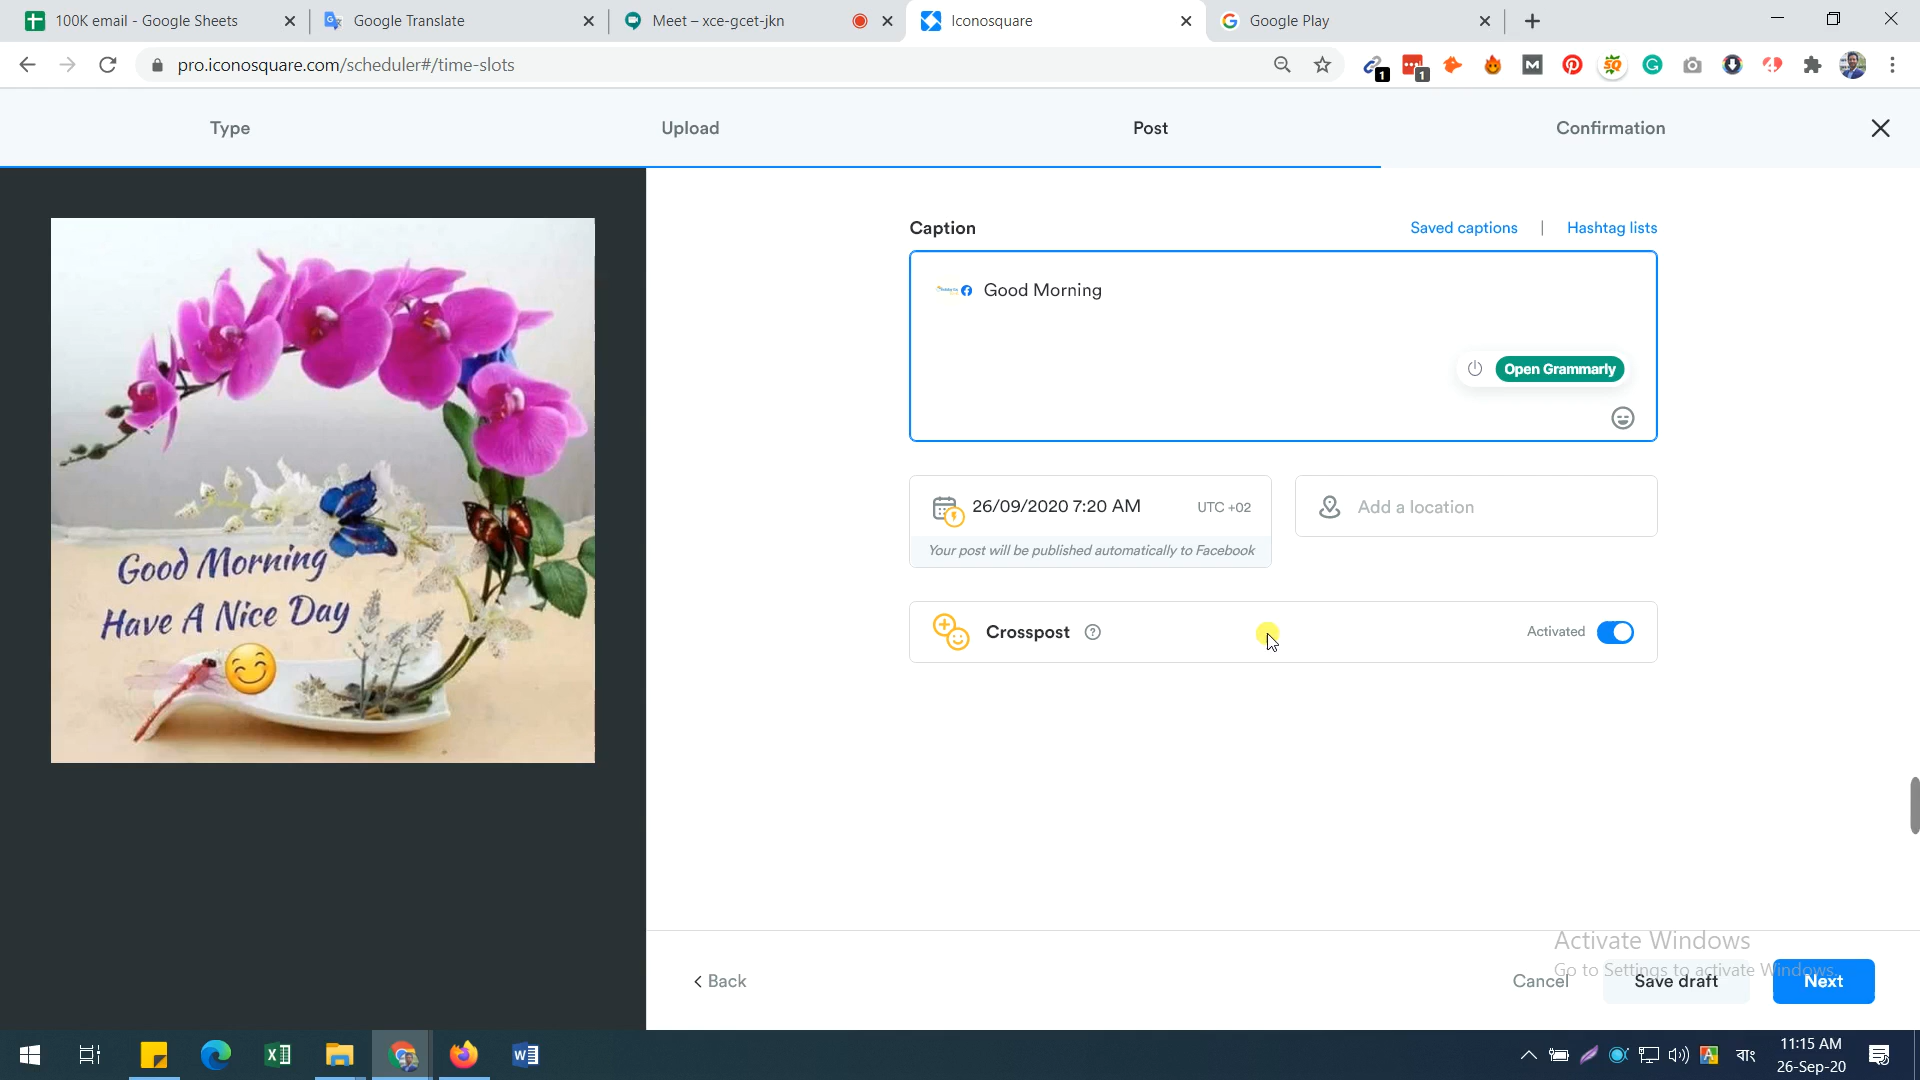 100K email - Google Sheets
Google Translate
Meet – xce-gcet-jkn
Iconosquare
Google Play
pro.iconosquare.com/scheduler#/time-slots
1
1
Type
Upload
Post
Confirmation
Caption
Saved captions | Hashtag lists
Good Morning
Open Grammarly
26/09/2020 7:20 AM
UTC +02
Add a location
Your post will be published automatically to Facebook
Crosspost
Activated
Good Morning
Have A Nice Day
Back
Cancel
Save draft
Next
Activate Windows
Go to Settings to activate Windows.
বাং
11:15 AM
26-Sep-20